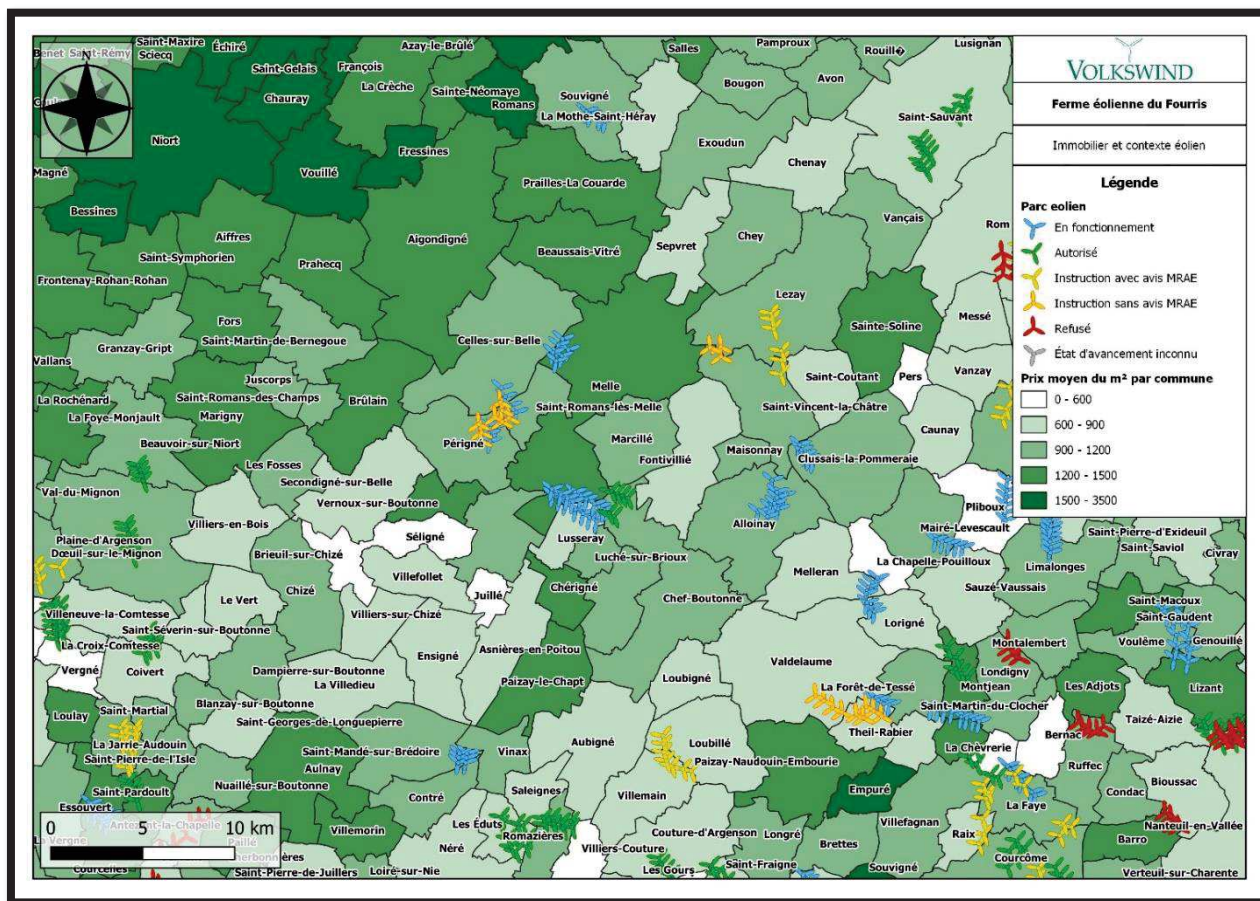 VOLKSWIND
Ferme éolienne du Fourris
Immobilier et contexte éolien
Légende
Parc eolien
En fonctionnement
Autorisé
Instruction avec avis MRAE
Instruction sans avis MRAE
Refusé
État d'avancement inconnu
Prix moyen du m² par commune
0 - 600
600 - 900
900 - 1200
1200 - 1500
1500 - 3500
N
Benet
Saint-Rémy
Saint-Maxire
Sciecq
Échiré
Saint-Gelais
Chauray
François
La Crèche
Azay-le-Brûlé
Sainte-Néomaye
Romans
Souvigné
La Mothe-Saint-Héray
Salles
Pamproux
Bougon
Avon
Rouill�
Lusignan
Saint-Sauvant
Niort
Magné
Bessines
Vouillé
Fressines
Prailles-La Couarde
Exoudun
Chenay
Vançais
Rom
Aiffres
Saint-Symphorien
Prahecq
Aigondigné
Beaussais-Vitré
Sepvret
Chey
Frontenay-Rohan-Rohan
Fors
Saint-Martin-de-Bernegoue
Granzay-Gript
Vallans
Celles-sur-Belle
Lezay
Sainte-Soline
Messé
Juscorps
Saint-Romans-des-Champs
Marigny
Brûlain
La Rochénard
La Foye-Monjault
Melle
Saint-Romans-lès-Melle
Saint-Coutant
Pers
Vanzay
Saint-Vincent-la-Châtre
Beauvoir-sur-Niort
Périgné
Marcillé
Fontivillié
Maisonnay
Clussais-la-Pommeraie
Caunay
Les Fosses
Secondigné-sur-Belle
Vernoux-sur-Boutonne
Val-du-Mignon
Villiers-en-Bois
Plibou​x
Alloinay
Mairé-Levescault
Plaine-d'Argenson
Dœuil-sur-le-Mignon
Brieuil-sur-Chizé
Séligné
Lusseray
Luché-sur-Brioux
La Chapelle-Pouilloux
Limalonges
Saint-Pierre-d'Exideuil
Saint-Saviol
Civray
Villefollet
Melleran
Sauzé-Vaussais
Chizé
Le Vert
Villiers-sur-Chizé
Juillé
Chérigné
Chef-Boutonne
Lorigné
Saint-Macoux
Saint-Gaudent
Villeneuve-la-Comtesse
Saint-Séverin-sur-Boutonne
La Croix-Comtesse
Vergné
Coivert
Ensigné
Asnières-en-Poitou
Montalembert
Voulême
Genouillé
Dampierre-sur-Boutonne
La Villedieu
Paizay-le-Chapt
Loubigné
Valdelaume
Londigny
Montjean
Les Adjots
Lizant
Loulay
Saint-Martial
Blanzay-sur-Boutonne
Saint-Georges-de-Longuepierre
La Forêt-de-Tessé
Saint-Martin-du-Clocher
Theil-Rabier
Taizé-Aizie
La Jarrie-Audouin
Saint-Pierre-de-l'Isle
Saint-Mandé-sur-Brédoire
Aulnay
Vinax
Aubigné
Loubillé
Paizay-Naudouin-Embourie
La Chèvrerie
Bernac
Ruffec
Bioussac
Nuaillé-sur-Boutonne
Saint-Pardoult
Essouvert
Contré
Saleignes
Villemain
Empuré
La Faye
Condac
Nanteuil-en-Vallée
Antezant-la-Chapelle
Villemorin
Les Éduts
Romazières
Couture-d'Argenson
Longré
Villefagnan
Raix
Barro
La Vergne
Paillé
Néré
Villiers-Couture
Brettes
Courcôme
Courcelles
Saint-Pierre-de-Juillers
Loiré-sur-Nie
Les Gours
Saint-Fraigne
Souvigné
Verteuil-sur-Charente
0 5 10 km